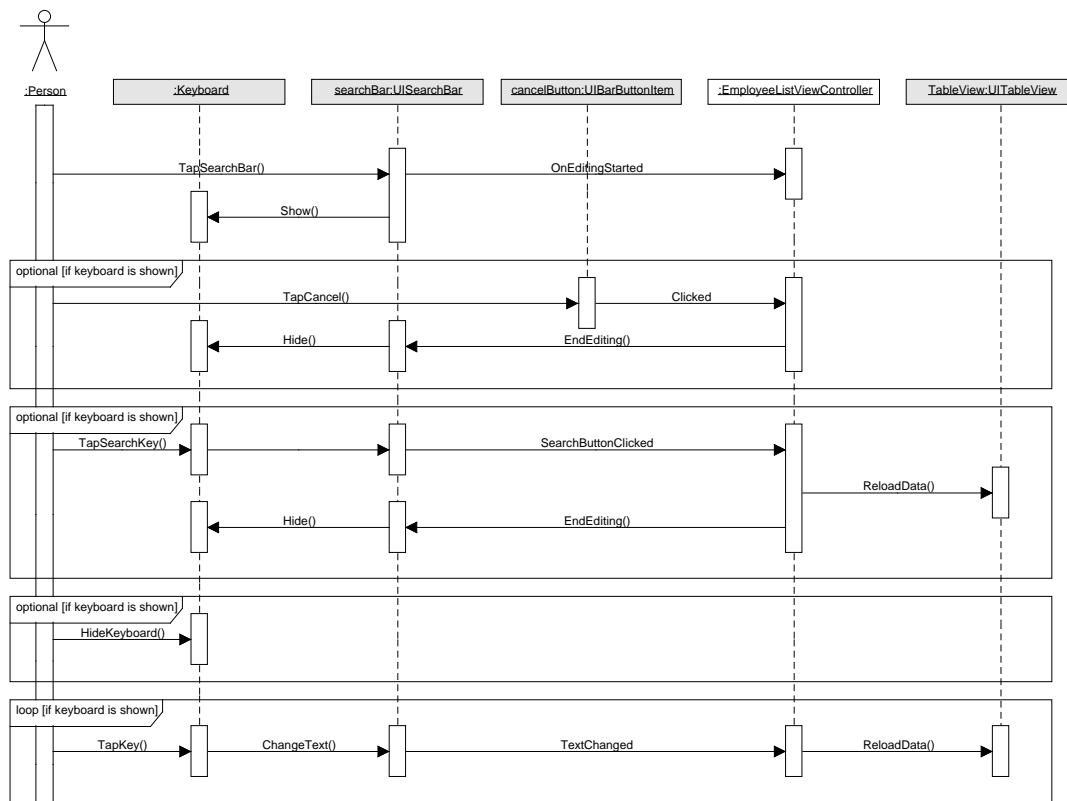 :Person
:Keyboard
searchBar:UISearchBar
cancelButton:UIBarButtonItem
:EmployeeListViewController
TableView:UITableView
TapSearchBar()
OnEditingStarted
Show()
optional [if keyboard is shown]
TapCancel()
Clicked
Hide()
EndEditing()
optional [if keyboard is shown]
TapSearchKey()
SearchButtonClicked
ReloadData()
Hide()
EndEditing()
optional [if keyboard is shown]
HideKeyboard()
loop [if keyboard is shown]
TapKey()
ChangeText()
TextChanged
ReloadData()